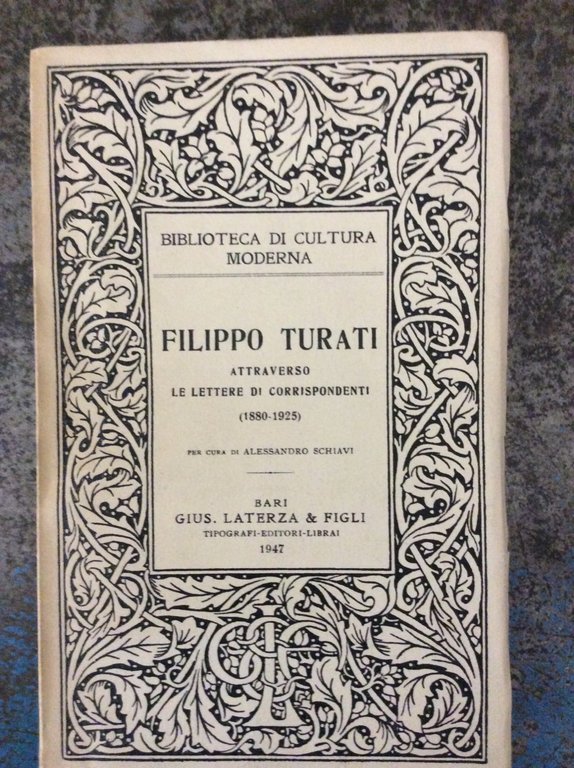 BIBLIOTECA DI CULTURA
MODERNA
FILIPPO TURATI
ATTRAVERSO
LE LETTERE DI CORRISPONDENTI
(1880-1925)
PER CURA DI ALESSANDRO SCHIAVI
BARI
GIUS. LATERZA & FIGLI
TIPOGRAFI-EDITORI-LIBRAI
1947